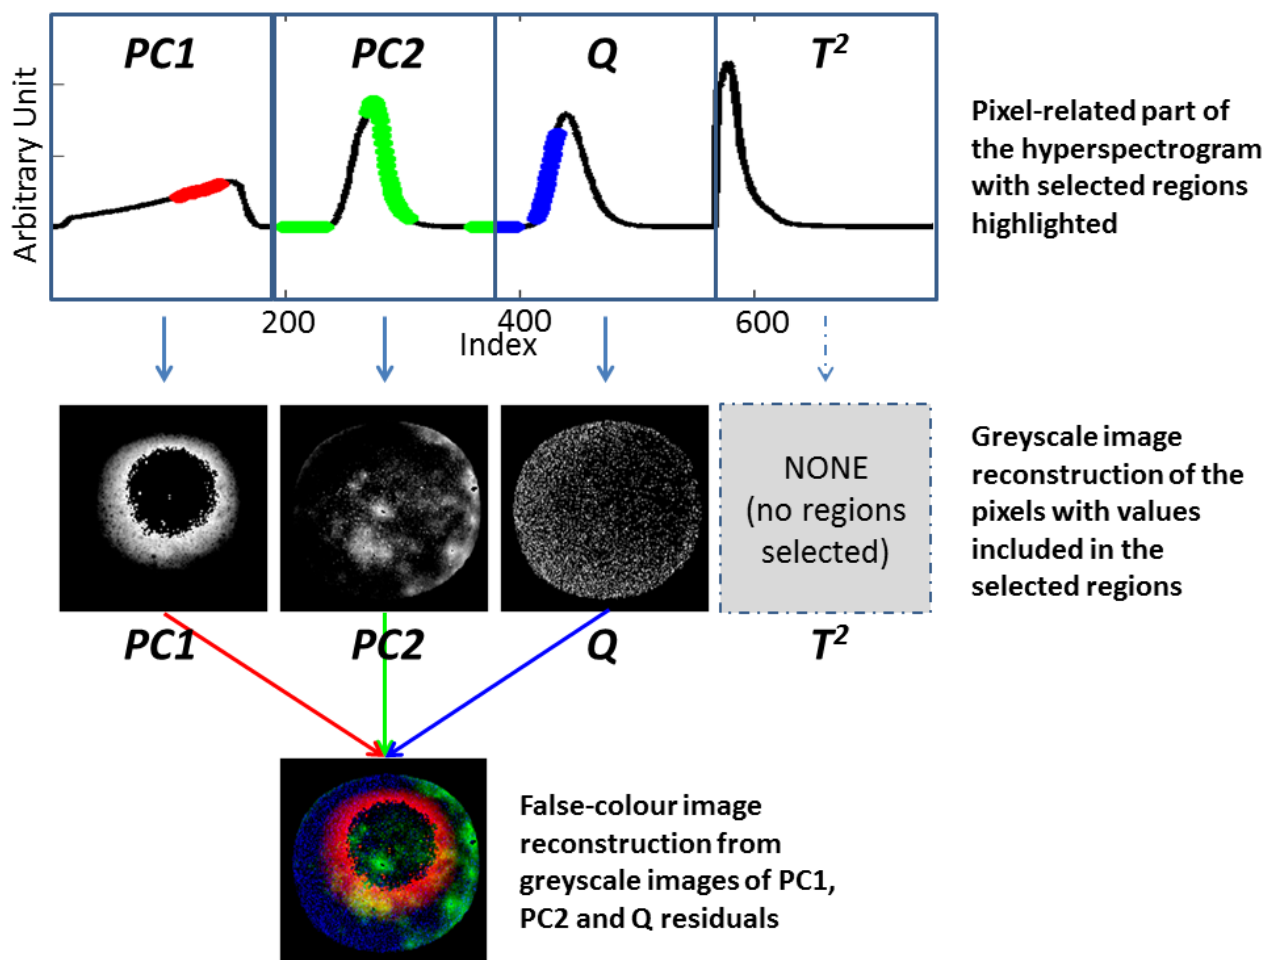 PC1
PC2
Q
T²
Arbitrary Unit
Pixel-related part of
the hyperspectrogram
with selected regions
highlighted
200
400
600
Index
NONE
(no regions
selected)
Greyscale image
reconstruction of the
pixels with values
included in the
selected regions
PC1
PC2
Q
T²
False-colour image
reconstruction from
greyscale images of PC1,
PC2 and Q residuals